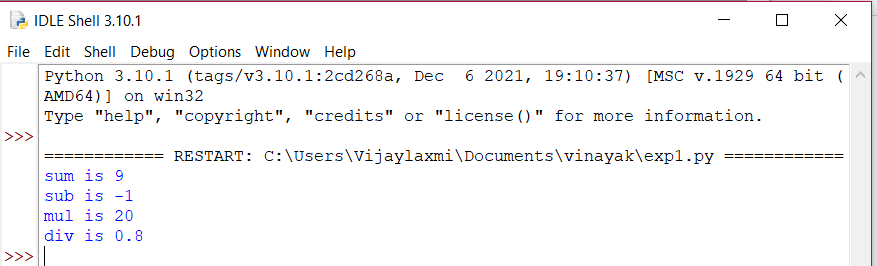 IDLE Shell 3.10.1
File Edit Shell Debug Options Window Help
Python 3.10.1 (tags/v3.10.1:2cd268a, Dec  6 2021, 19:10:37) [MSC v.1929 64 bit (
AMD64)] on win32
Type "help", "copyright", "credits" or "license()" for more information.
>>>
============ RESTART: C:\Users\Vijaylaxmi\Documents\vinayak\exp1.py ============
sum is 9
sub is -1
mul is 20
div is 0.8
>>>